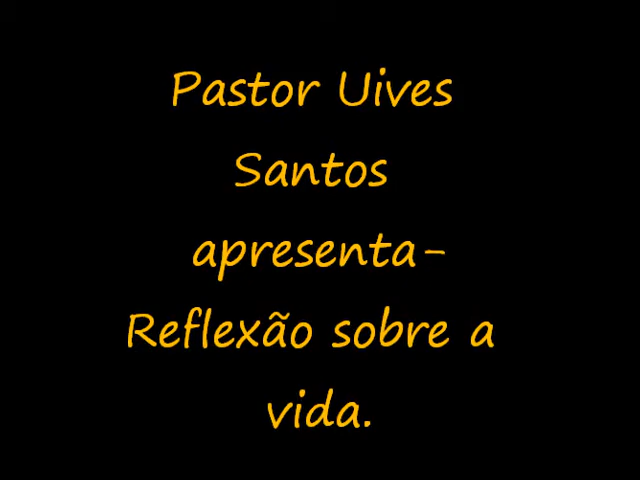 Pastor Uives
Santos
apresenta-
Reflexão sobre a
vida.